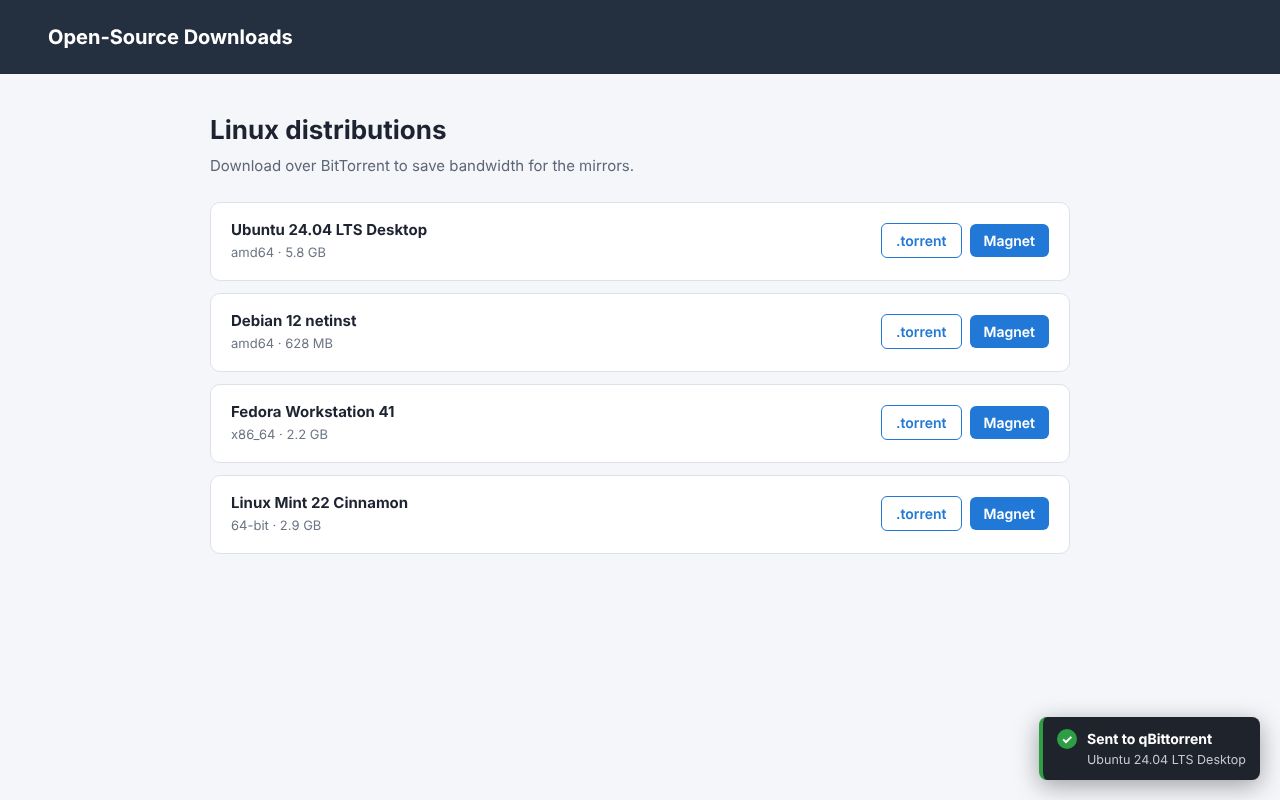 Open-Source Downloads
Linux distributions
Download over BitTorrent to save bandwidth for the mirrors.
Ubuntu 24.04 LTS Desktop
amd64 · 5.8 GB
.torrent
Magnet
Debian 12 netinst
amd64 · 628 MB
.torrent
Magnet
Fedora Workstation 41
x86_64 · 2.2 GB
.torrent
Magnet
Linux Mint 22 Cinnamon
64-bit · 2.9 GB
.torrent
Magnet
Sent to qBittorrent
Ubuntu 24.04 LTS Desktop